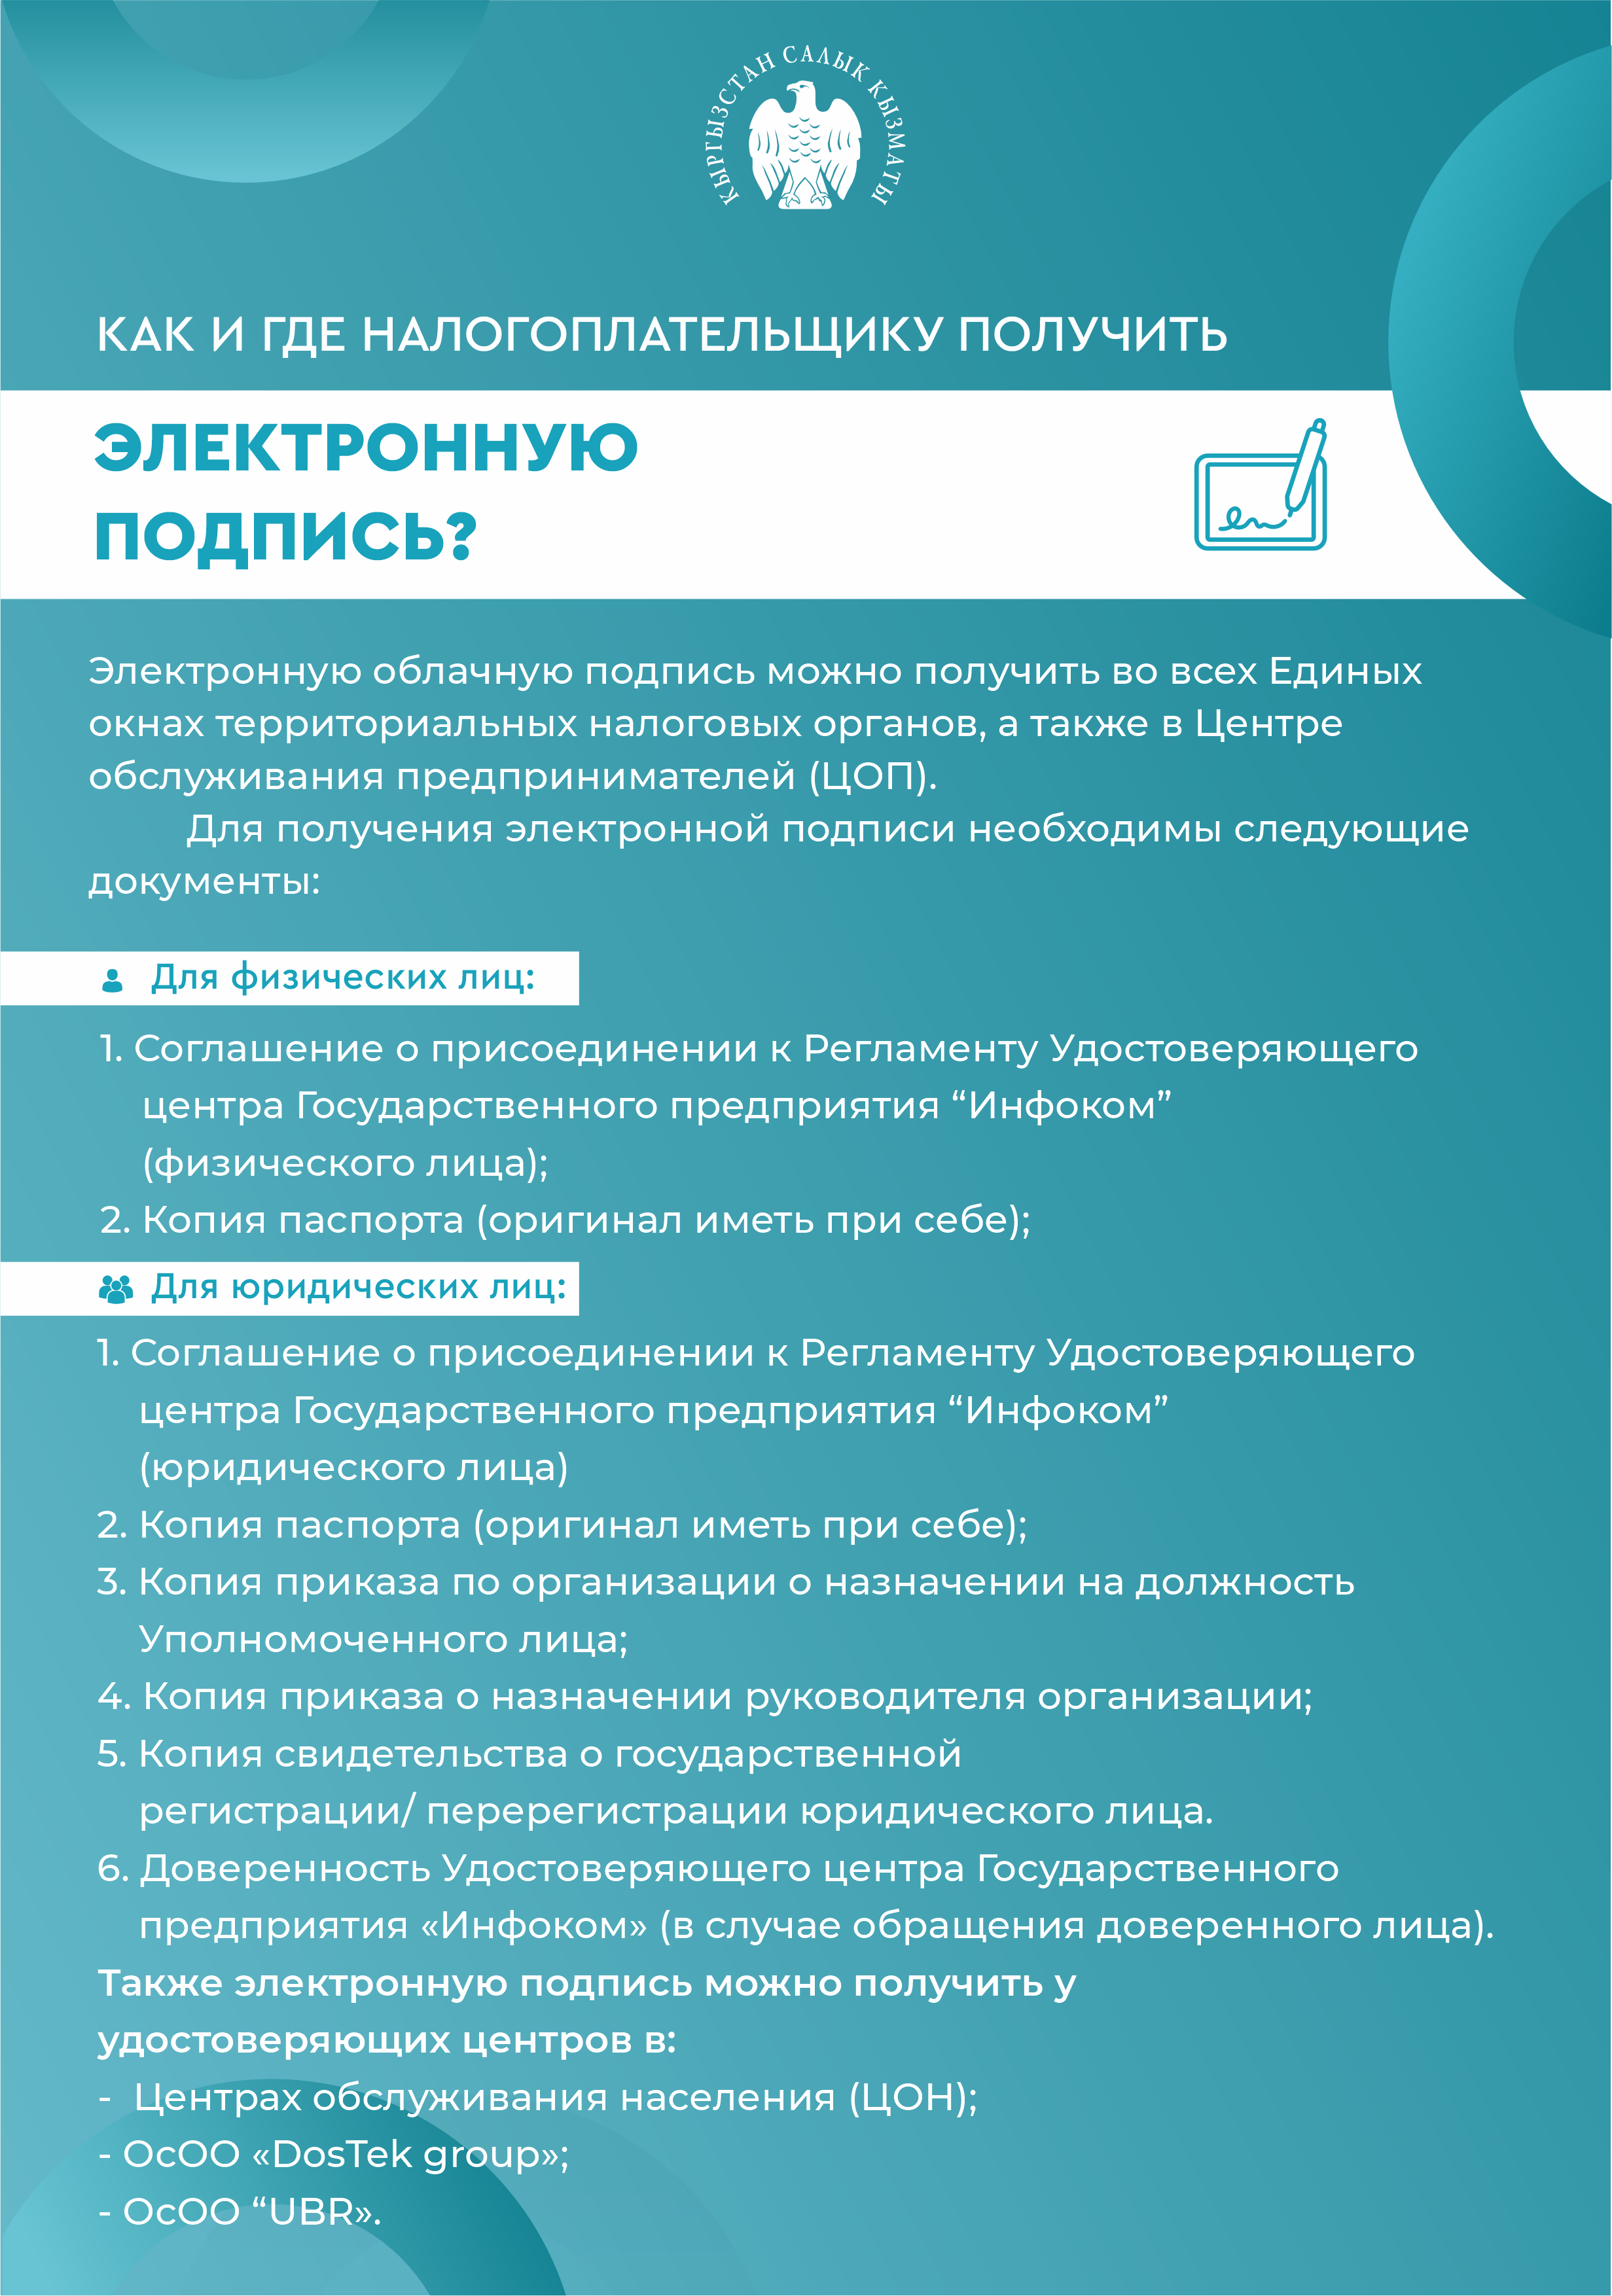 КЫРГЫЗСТАН САЛЫК КЫЗМАТЫ
КАК И ГДЕ НАЛОГОПЛАТЕЛЬЩИКУ ПОЛУЧИТЬ
ЭЛЕКТРОННУЮ
ПОДПИСЬ?
Электронную облачную подпись можно получить во всех Единых
окнах территориальных налоговых органов, а также в Центре
обслуживания предпринимателей (ЦОП).
Для получения электронной подписи необходимы следующие
документы:
Для физических лиц:
1. Соглашение о присоединении к Регламенту Удостоверяющего
центра Государственного предприятия “Инфоком”
(физического лица);
2. Копия паспорта (оригинал иметь при себе);
Для юридических лиц:
1. Соглашение о присоединении к Регламенту Удостоверяющего
центра Государственного предприятия “Инфоком”
(юридического лица)
2. Копия паспорта (оригинал иметь при себе);
3. Копия приказа по организации о назначении на должность
Уполномоченного лица;
4. Копия приказа о назначении руководителя организации;
5. Копия свидетельства о государственной
регистрации/ перерегистрации юридического лица.
6. Доверенность Удостоверяющего центра Государственного
предприятия «Инфоком» (в случае обращения доверенного лица).
Также электронную подпись можно получить у
удостоверяющих центров в:
- Центрах обслуживания населения (ЦОН);
- ОсОО «DosTek group»;
- ОсОО “UBR».